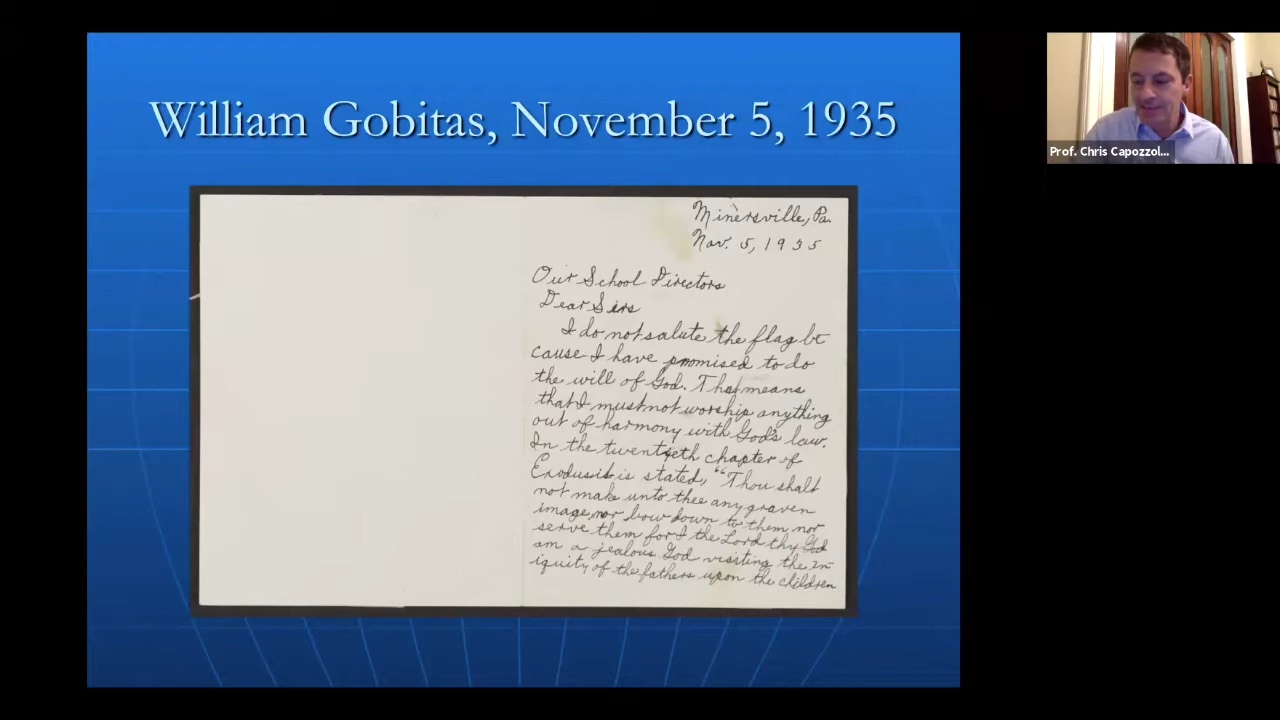 William Gobitas, November 5, 1935
Minersville, Pa.
Nov. 5, 1935
Our School Directors
Dear Sirs
I do not salute the flag be
cause I have promised to do
the will of God. That means
that I must not worship anything
out of harmony with God's law.
In the twentieth chapter of
Exodus it is stated, "Thou shalt
not make unto thee any graven
image, nor bow down to them nor
serve them for I the Lord thy God
am a jealous God visiting the in-
iquity of the fathers upon the children
Prof. Chris Capozzol...